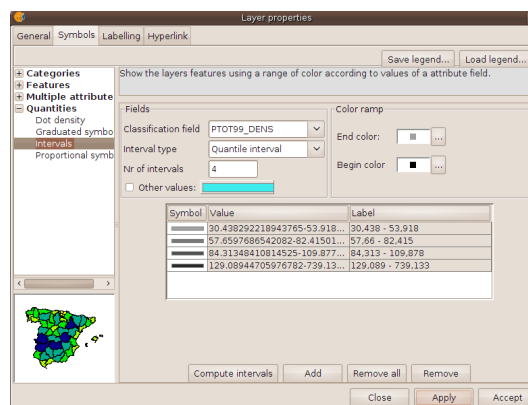 Layer properties
General Symbols Labelling Hyperlink
Save legend... Load legend...
Categories
Features
Multiple attribute
Quantities
Dot density
Graduated symbo
Intervals
Proportional symb
Show the layers features using a range of color according to values of a attribute field.
Fields
Classification field PTOT99_DENS
Interval type Quantile interval
Nr of intervals 4
Other values:
Color ramp
End color: ...
Begin color ...
Symbol Value Label
30.438292218943765-53.918... 30,438 - 53,918
57.6597686542082-82.41501... 57,66 - 82,415
84.31348410814525-109.877... 84,313 - 109,878
129.08944705976782-739.13... 129,089 - 739,133
Compute intervals Add Remove all Remove
Close Apply Accept